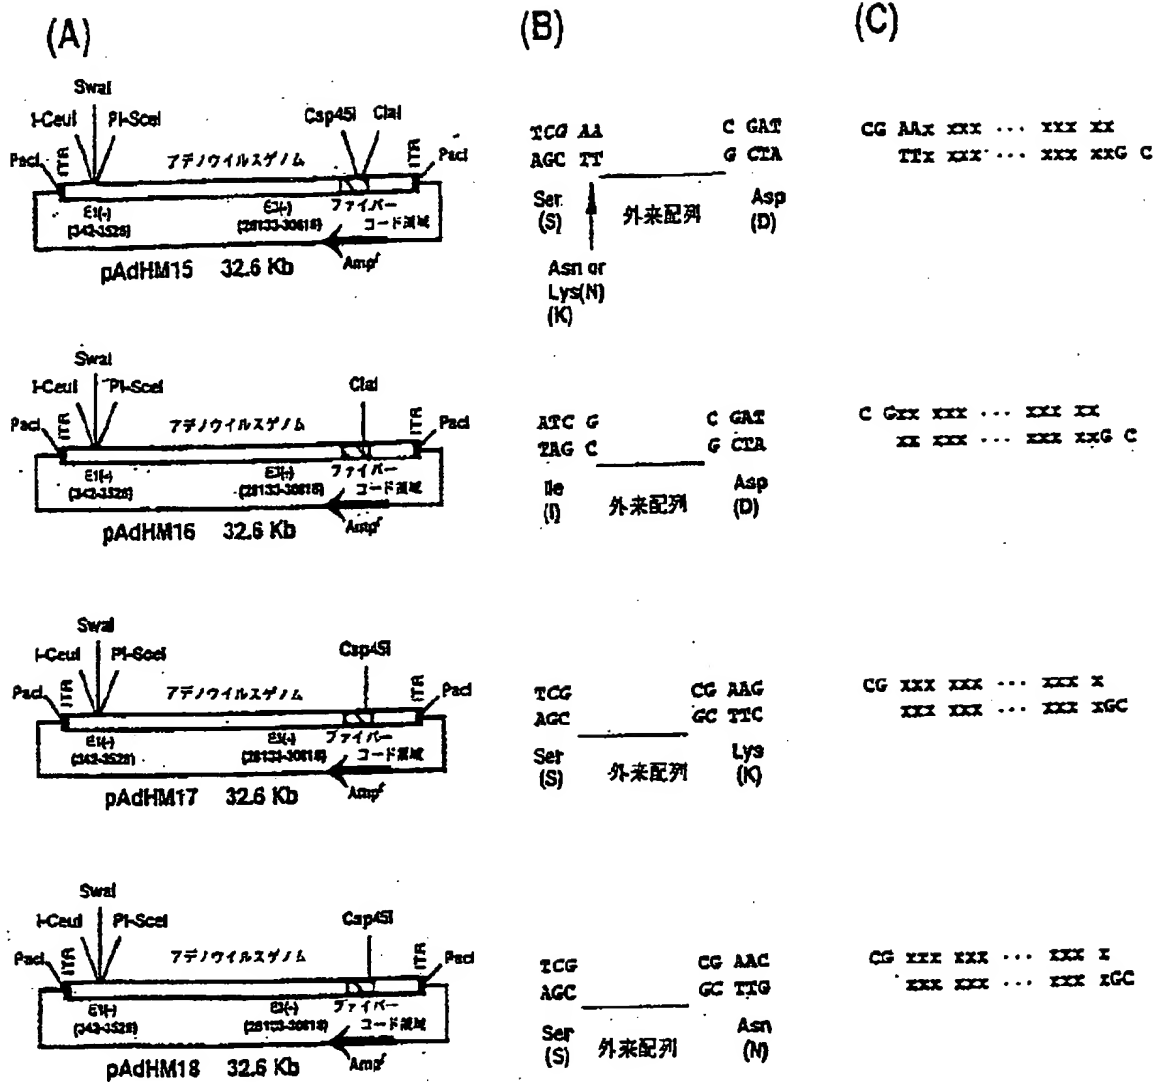 (A)
(B)
(C)
SwaI
I-CeuI PI-SceI
Csp45I ClaI
PacI ITR アデノウイルスゲノム ITR PacI
E1(-) E3(-) ファイバー
(342-3528) (28133-30818) コード領域
Ampr
pAdHM15 32.6 Kb
TCG AA C GAT
AGC TT G CTA
Ser 外来配列 Asp
(S) (D)
Asn or
Lys(N)
(K)
CG AAx xxx ... xxx xx
TTx xxx ... xxx xxG C
SwaI
I-CeuI PI-SceI
ClaI
PacI ITR アデノウイルスゲノム ITR PacI
E1(-) E3(-) ファイバー
(342-3528) (28133-30818) コード領域
Ampr
pAdHM16 32.6 Kb
ATC G C GAT
TAG C G CTA
Ile 外来配列 Asp
(I) (D)
C Gxx xxx ... xxx xx
xx xxx ... xxx xxG C
SwaI
I-CeuI PI-SceI
Csp45I
PacI ITR アデノウイルスゲノム ITR PacI
E1(-) E3(-) ファイバー
(342-3528) (28133-30818) コード領域
Ampr
pAdHM17 32.6 Kb
TCG CG AAG
AGC GC TTC
Ser 外来配列 Lys
(S) (K)
CG xxx xxx ... xxx x
xxx xxx ... xxx xGC
SwaI
I-CeuI PI-SceI
Csp45I
PacI ITR アデノウイルスゲノム ITR PacI
E1(-) E3(-) ファイバー
(342-3528) (28133-30818) コード領域
Ampr
pAdHM18 32.6 Kb
TCG CG AAC
AGC GC TTG
Ser 外来配列 Asn
(S) (N)
CG xxx xxx ... xxx x
xxx xxx ... xxx xGC